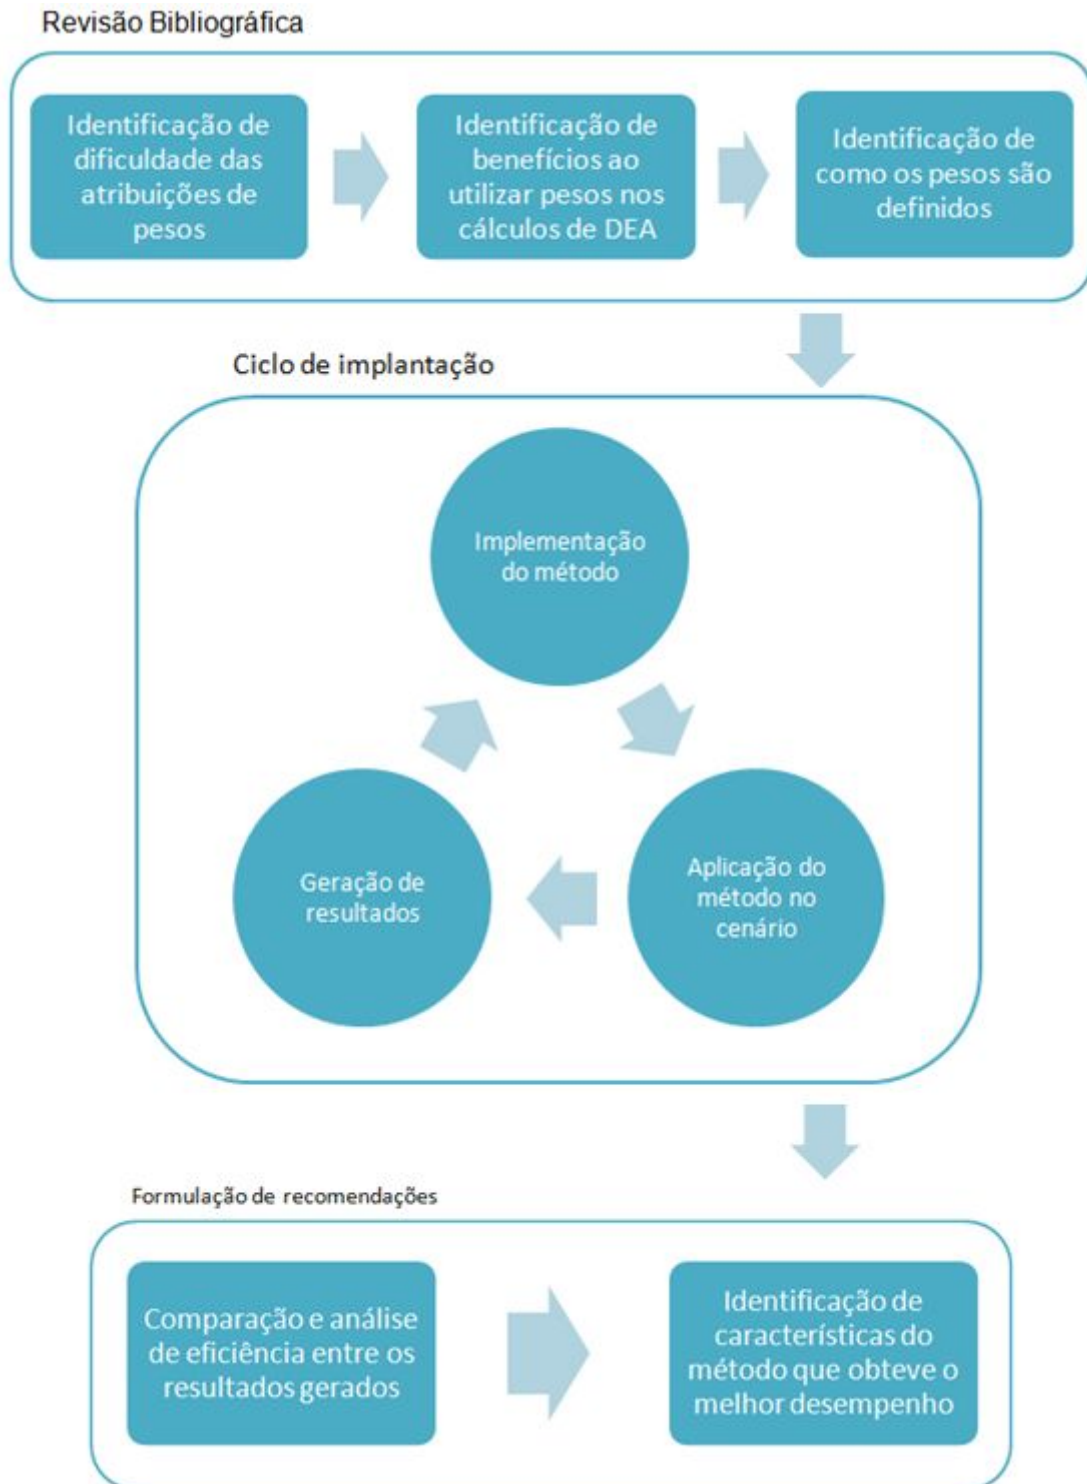 Revisão Bibliográfica
Identificação de
dificuldade das
atribuições de
pesos
Identificação de
benefícios ao
utilizar pesos nos
cálculos de DEA
Identificação de
como os pesos são
definidos
Ciclo de implantação
Implementação
do método
Aplicação do
método no
cenário
Geração de
resultados
Formulação de recomendações
Comparação e análise
de eficiência entre os
resultados gerados
Identificação de
características do
método que obteve o
melhor desempenho